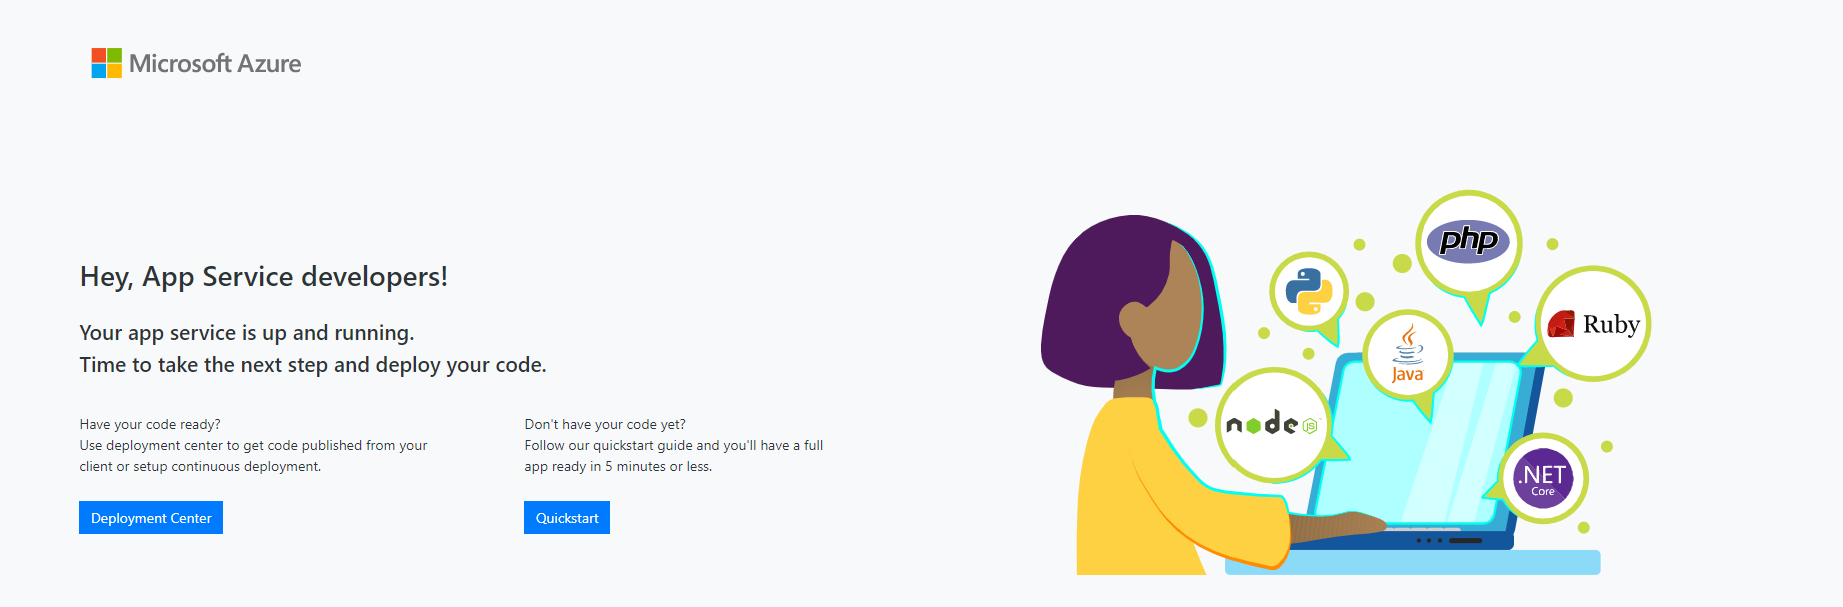 Microsoft Azure
Hey, App Service developers!
Your app service is up and running.
Time to take the next step and deploy your code.
Have your code ready?
Use deployment center to get code published from your
client or setup continuous deployment.
Deployment Center
Don't have your code yet?
Follow our quickstart guide and you'll have a full
app ready in 5 minutes or less.
Quickstart
php
Ruby
Java
node
JS
.NET
Core